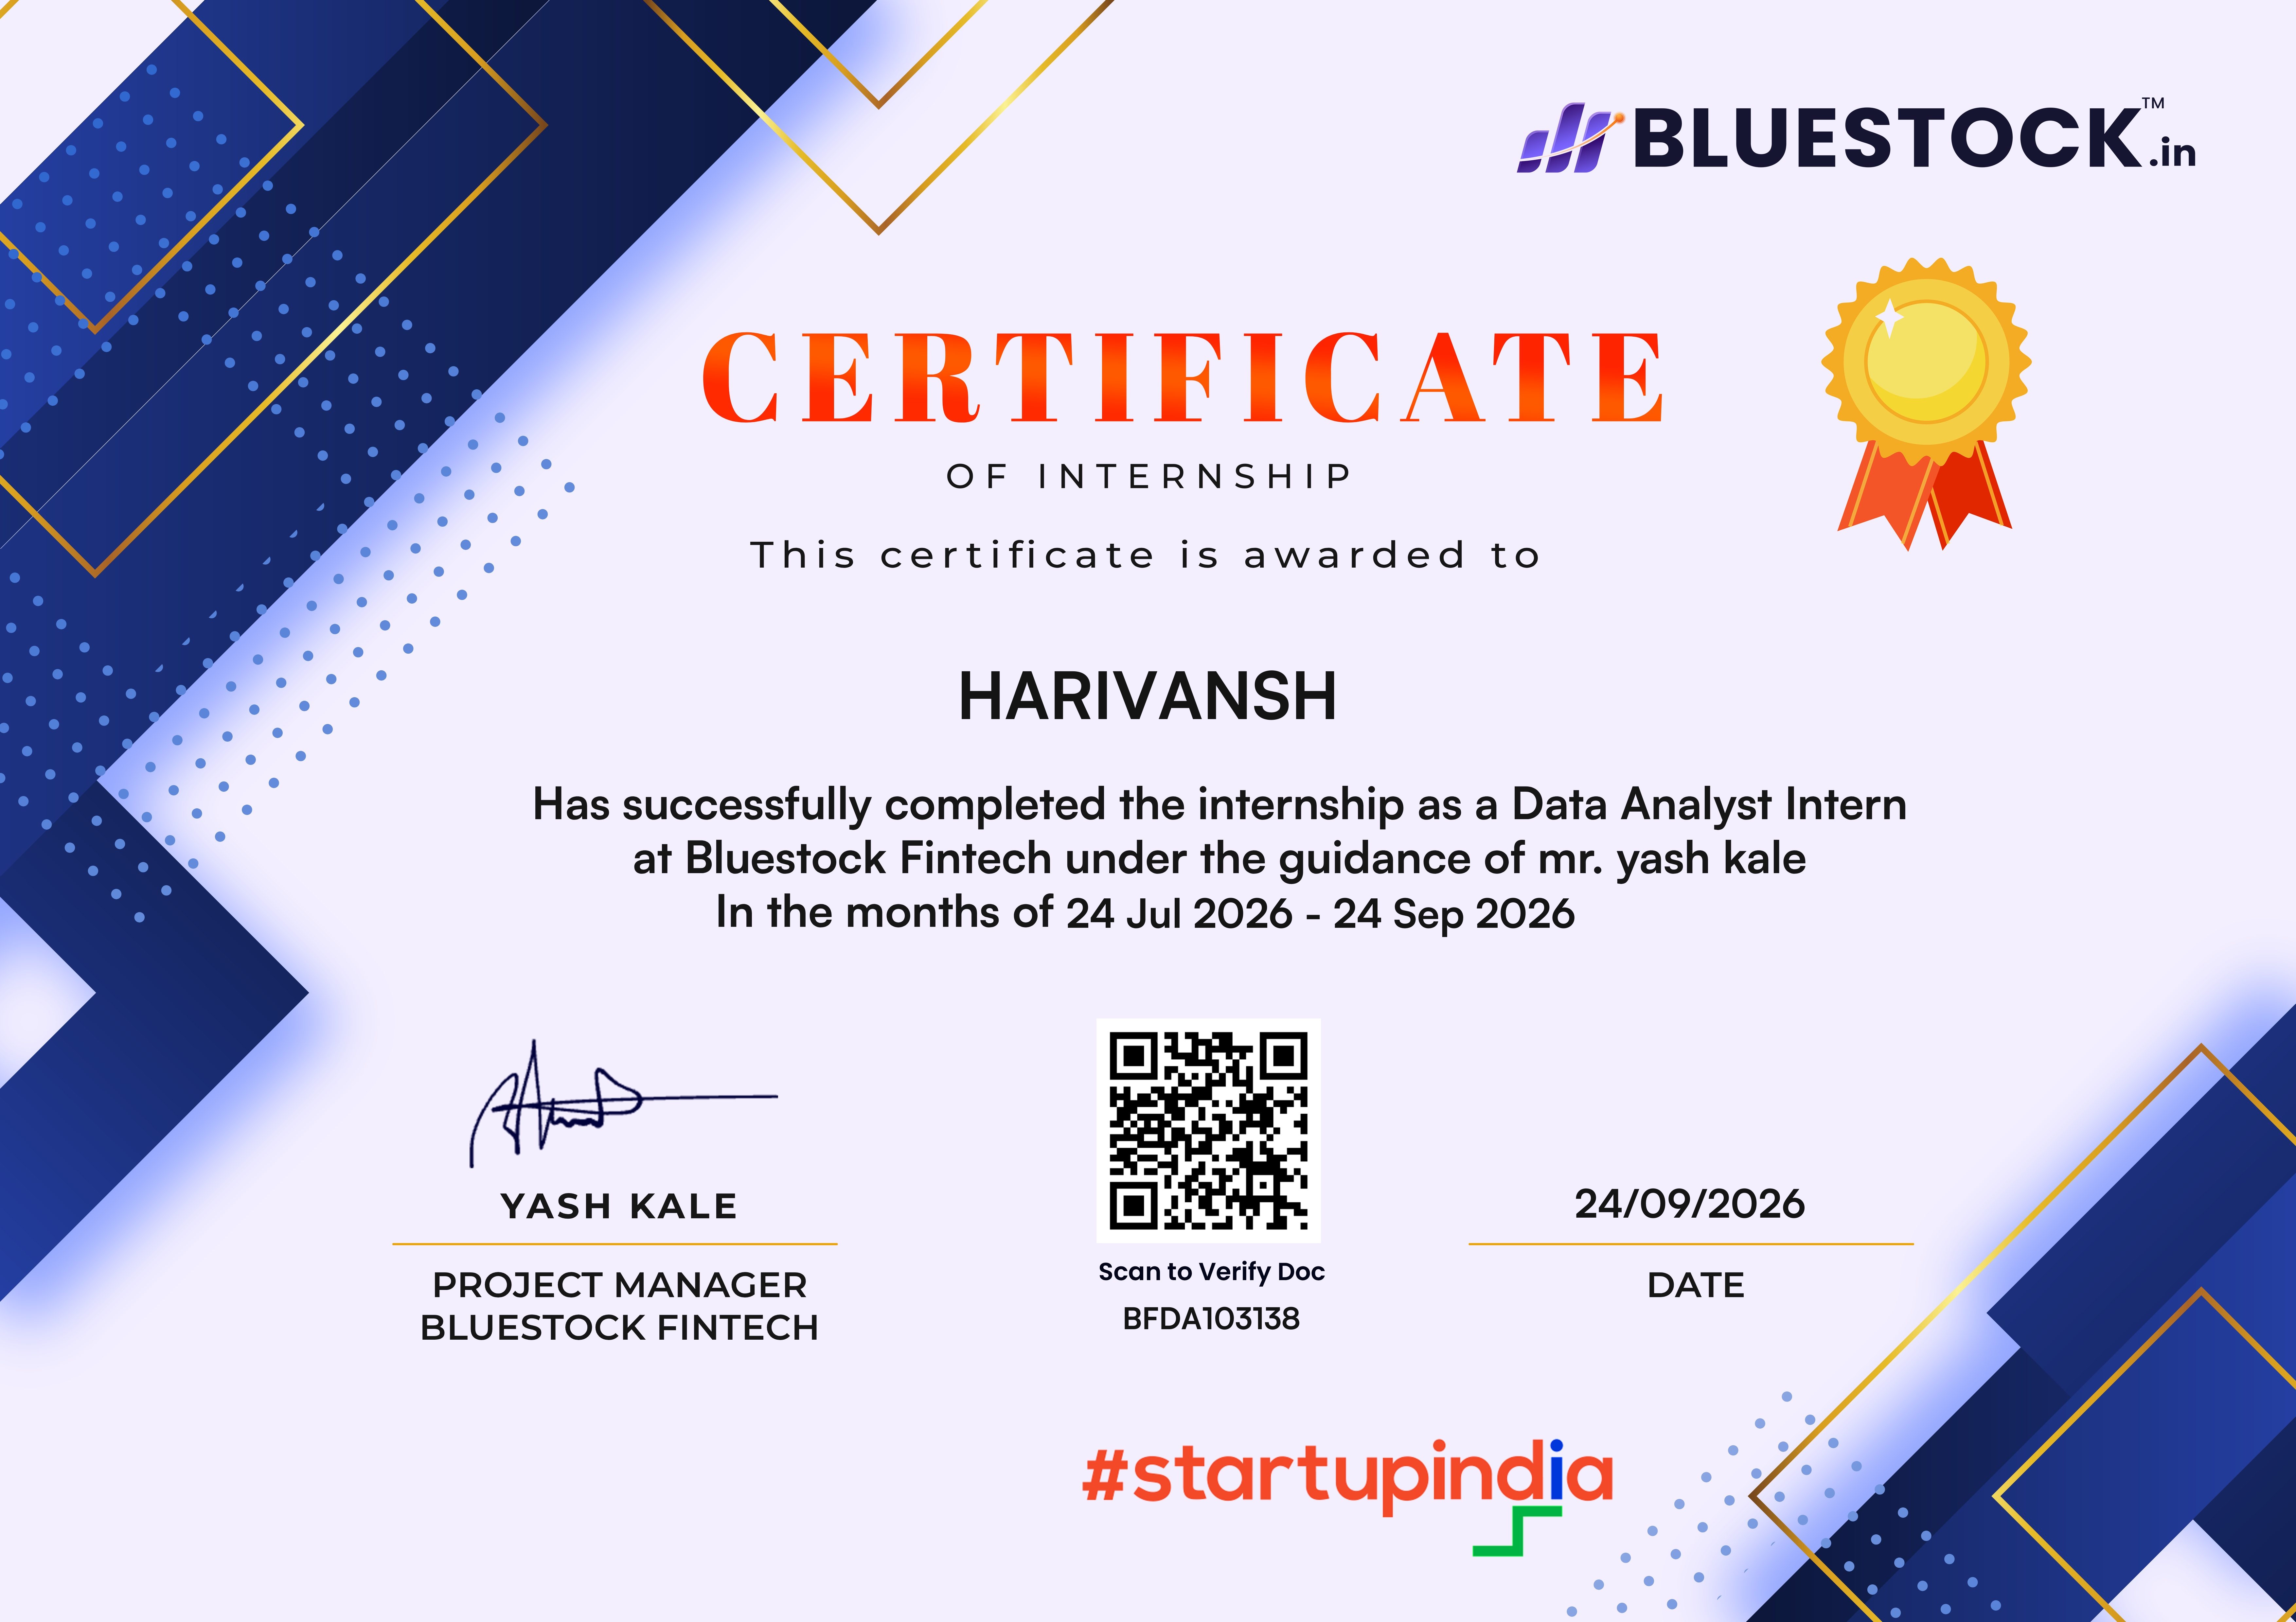 BLUESTOCK™.in
CERTIFICATE
OF INTERNSHIP
This certificate is awarded to
HARIVANSH
Has successfully completed the internship as a Data Analyst Intern
at Bluestock Fintech under the guidance of mr. yash kale
In the months of 24 Jul 2026 - 24 Sep 2026
YASH KALE
PROJECT MANAGER
BLUESTOCK FINTECH
Scan to Verify Doc
BFDA103138
24/09/2026
DATE
#startupindia